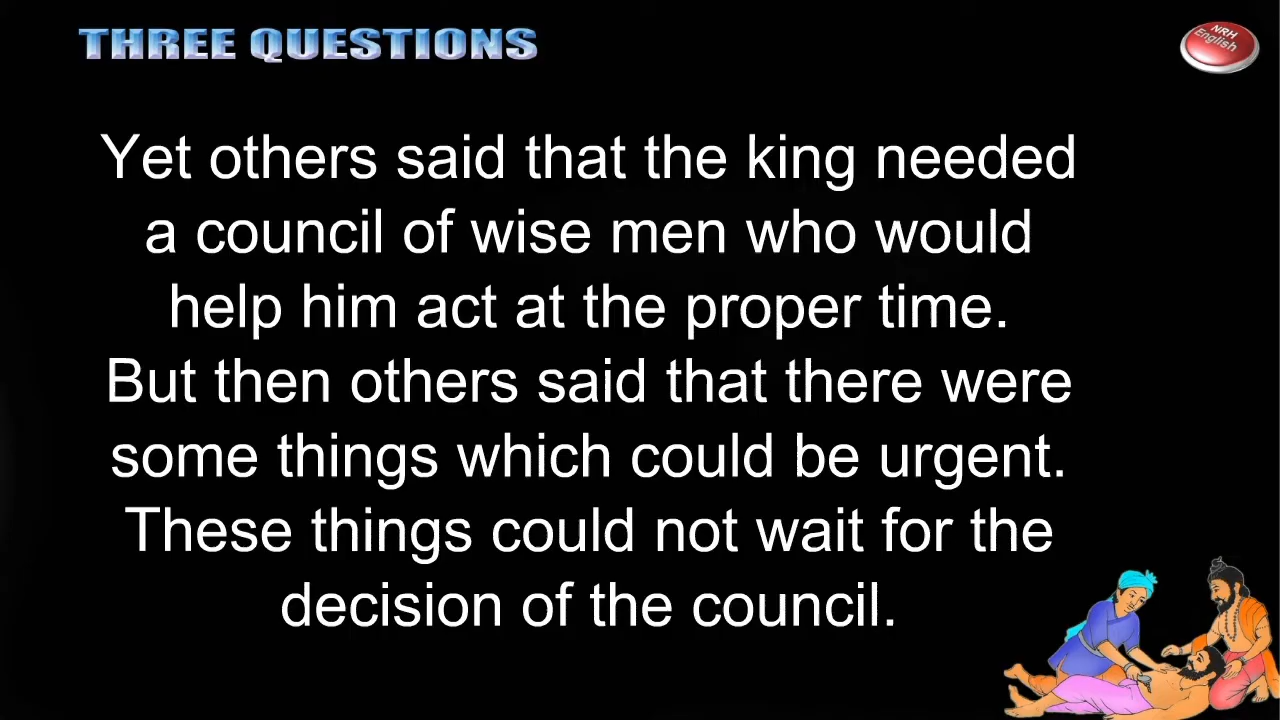 THREE QUESTIONS
NRH
English
Yet others said that the king needed
a council of wise men who would
help him act at the proper time.
But then others said that there were
some things which could be urgent.
These things could not wait for the
decision of the council.